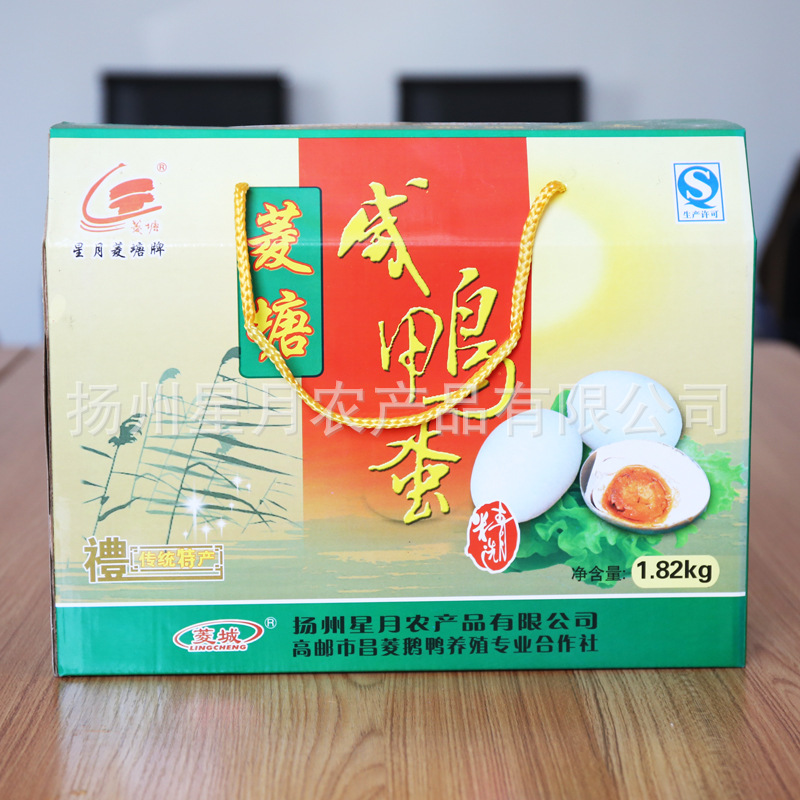 ®
菱塘
星月菱塘牌
菱塘
咸鸭蛋
生产许可
扬州星月农产品有限公司
精洗
禮
传统特产
净含量: 1.82kg
菱城®
LINGCHENG
扬州星月农产品有限公司
高邮市吕菱鹅鸭养殖专业合作社